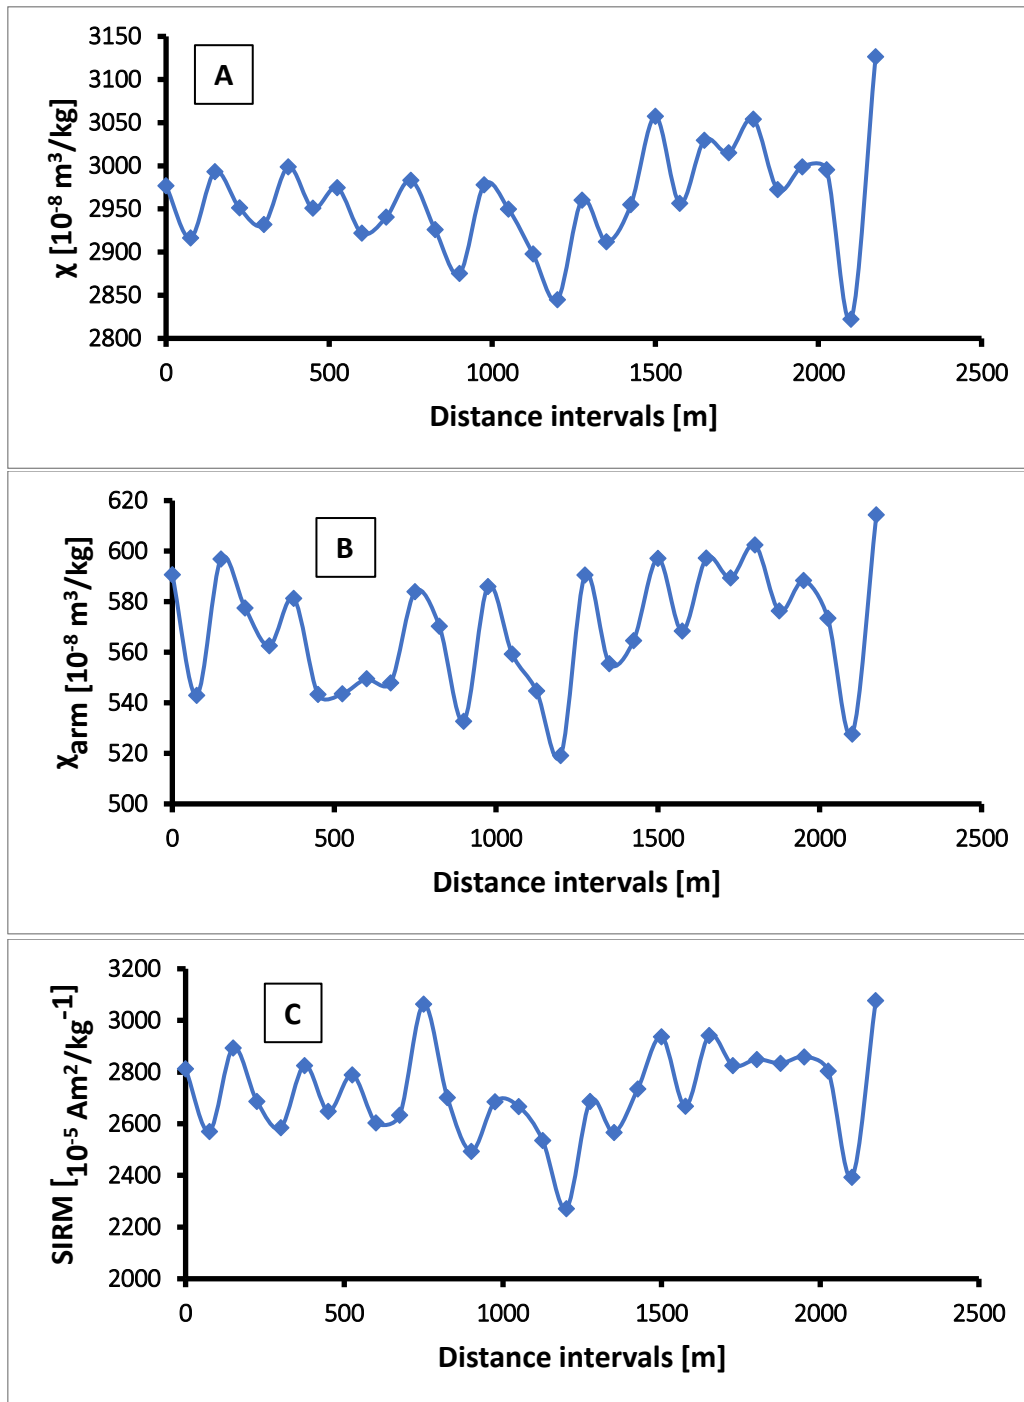 A
χ [10⁻⁸ m³/kg]
3150
3100
3050
3000
2950
2900
2850
2800
0 500 1000 1500 2000 2500
Distance intervals [m]
B
χarm [10⁻⁸ m³/kg]
620
600
580
560
540
520
500
0 500 1000 1500 2000 2500
Distance intervals [m]
C
SIRM [10⁻⁵ Am²/kg⁻¹]
3200
3000
2800
2600
2400
2200
2000
0 500 1000 1500 2000 2500
Distance intervals [m]